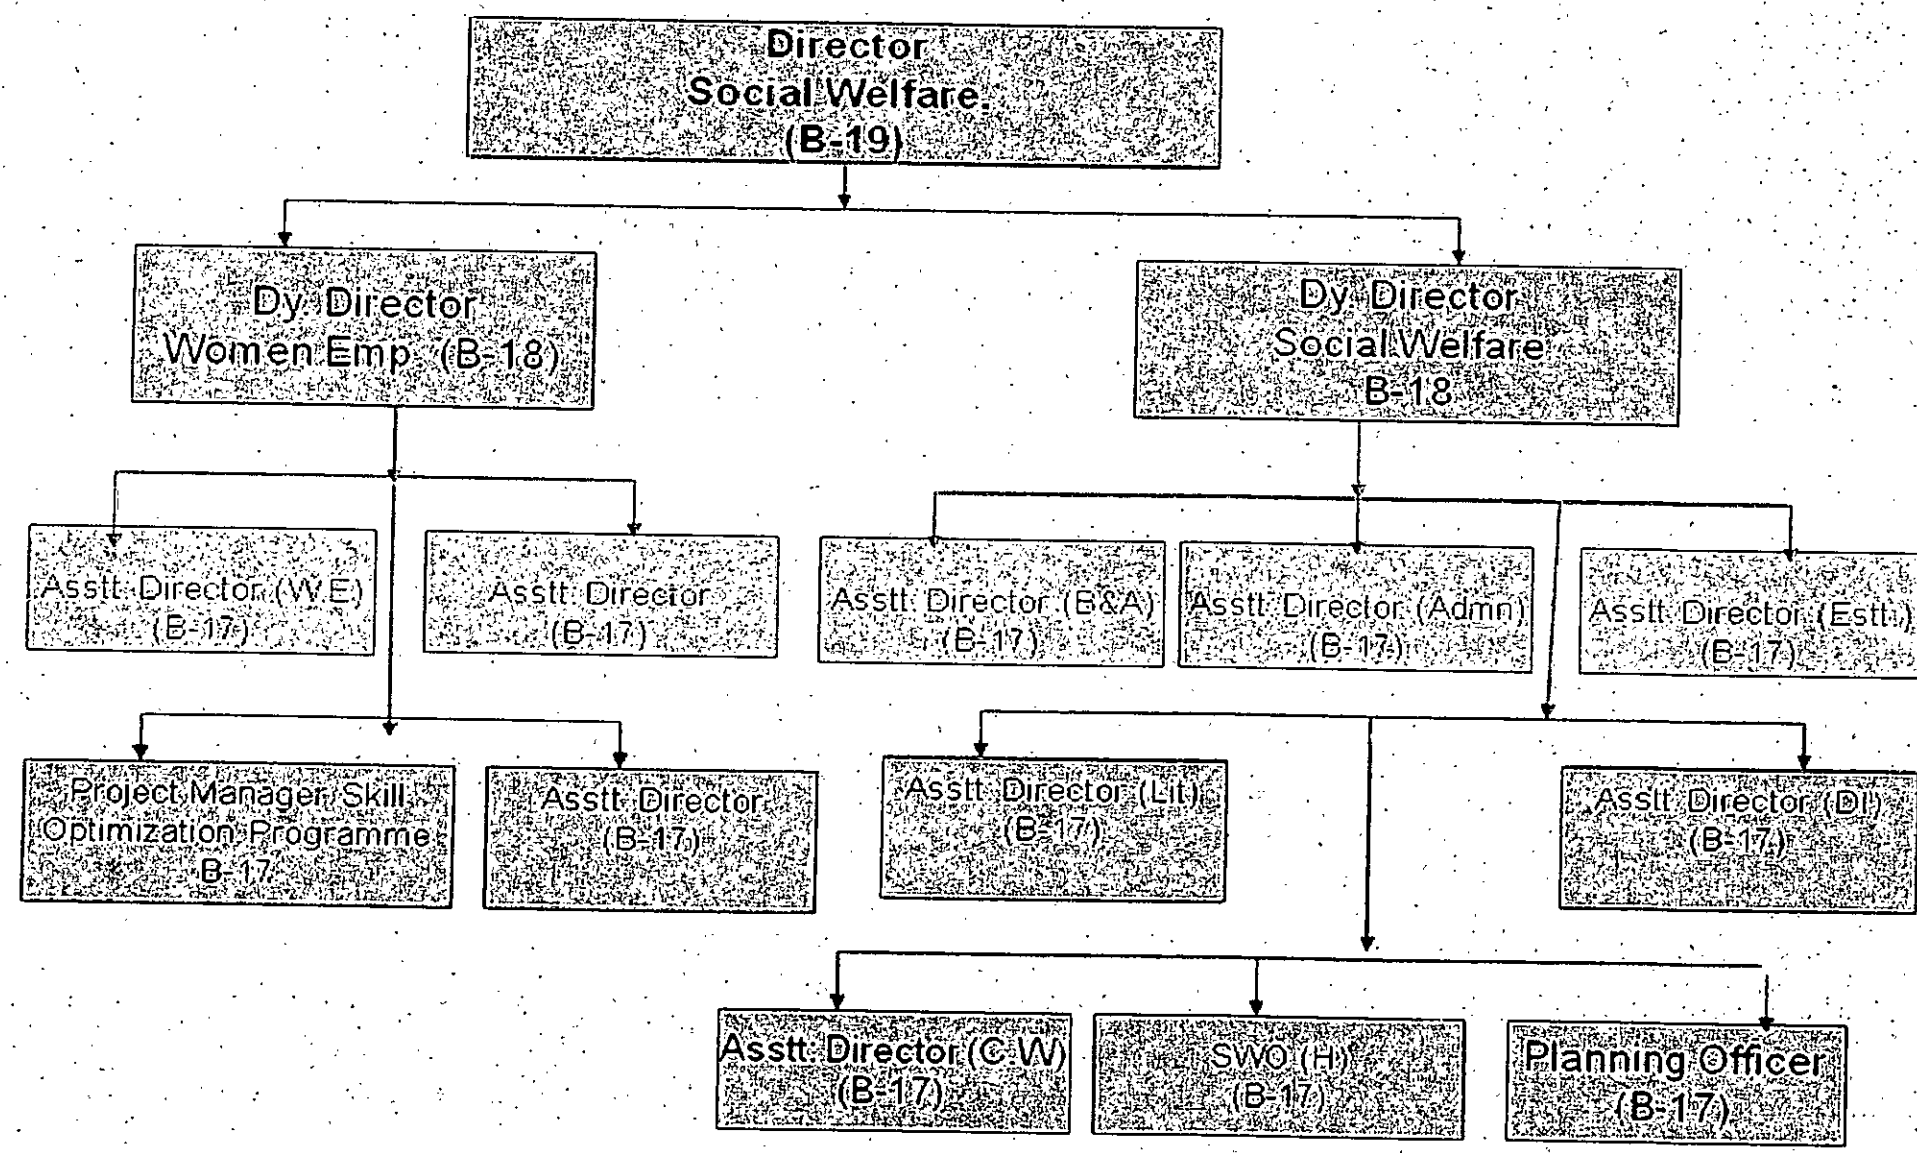 Director
Social Welfare.
(B-19)
Dy. Director
Women Emp (B-18)
Dy. Director
Social Welfare
B-18
Asstt. Director (W.E)
(B-17)
Asstt. Director
(B-17)
Asstt. Director (B&A)
(B-17)
Asstt. Director (Admn)
(B-17)
Asstt. Director (Estt.)
(B-17)
Project Manager Skill
Optimization Programme
B-17
Asstt. Director
(B-17)
Asstt. Director (Lit)
(B-17)
Asstt. Director (DI)
(B-17)
Asstt. Director (C.W)
(B-17)
SWO (H)
(B-17)
Planning Officer
(B-17)